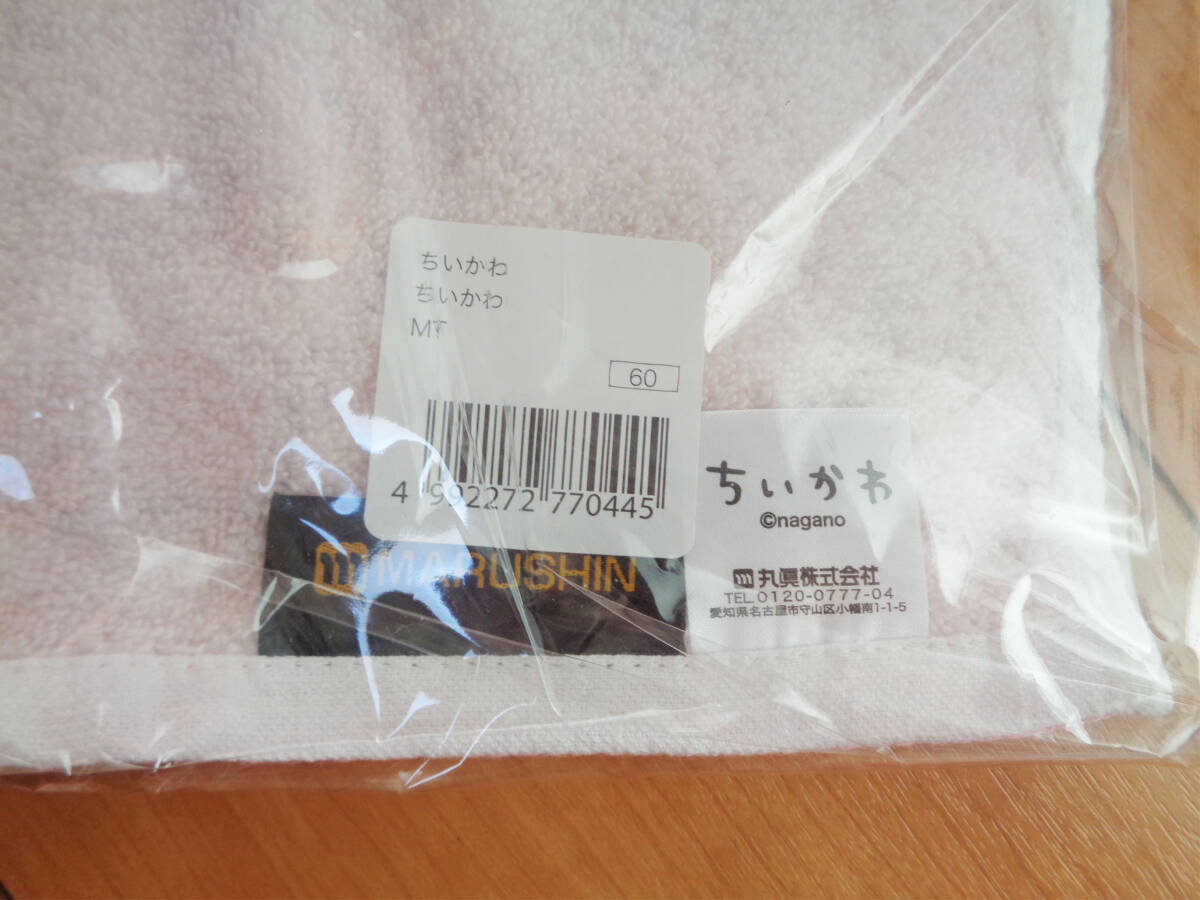 ちいかわ
ちいかわ
MT
60
4 992272 770445
MARUSHIN
ちいかわ
©nagano
丸眞株式会社
TEL 0120-0777-04
愛知県名古屋市守山区小幡南1-1-5